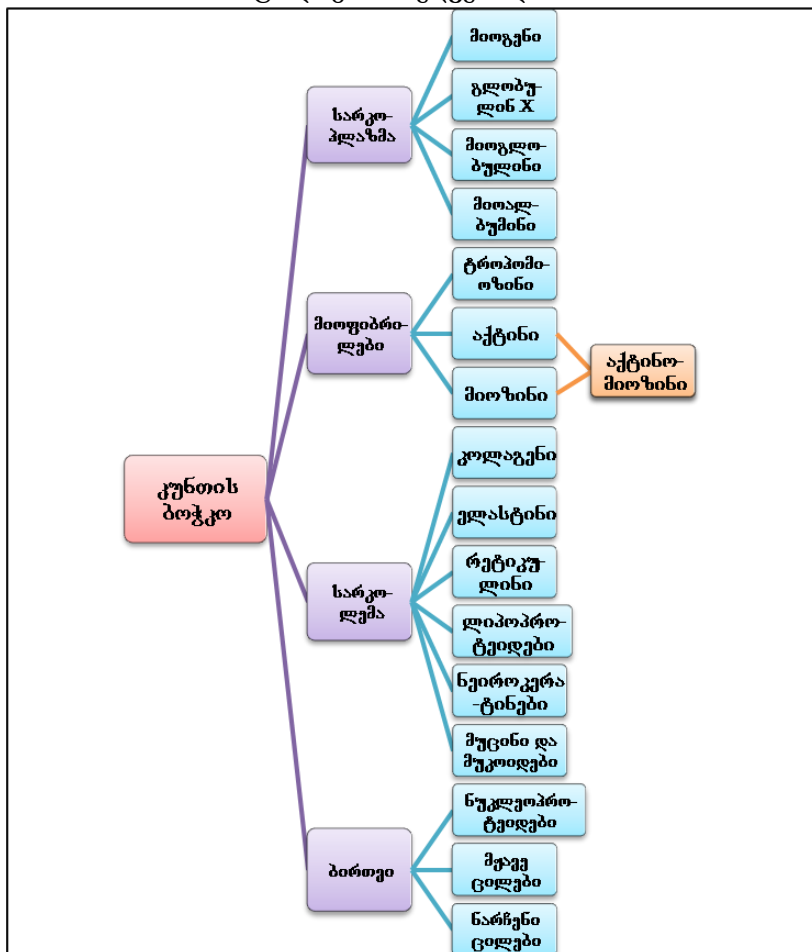 კუნთის
ბოჭკო
სარკო-
პლაზმა
მიოგენი
გლობუ-
ლინ X
მიოგლო-
ბულინი
მიოალ-
ბუმინი
მიოფიბრი-
ლები
ტროპომი-
ოზინი
აქტინი
მიოზინი
აქტინო-
მიოზინი
სარკო-
ლემა
კოლაგენი
ელასტინი
რეტიკუ-
ლინი
ლიპოპრო-
ტეიდები
ნეიროკერა
-ტინები
მუცინი და
მუკოიდები
ბირთვი
ნუკლეოპრო-
ტეიდები
მჟავე
ცილები
ნარჩენი
ცილები